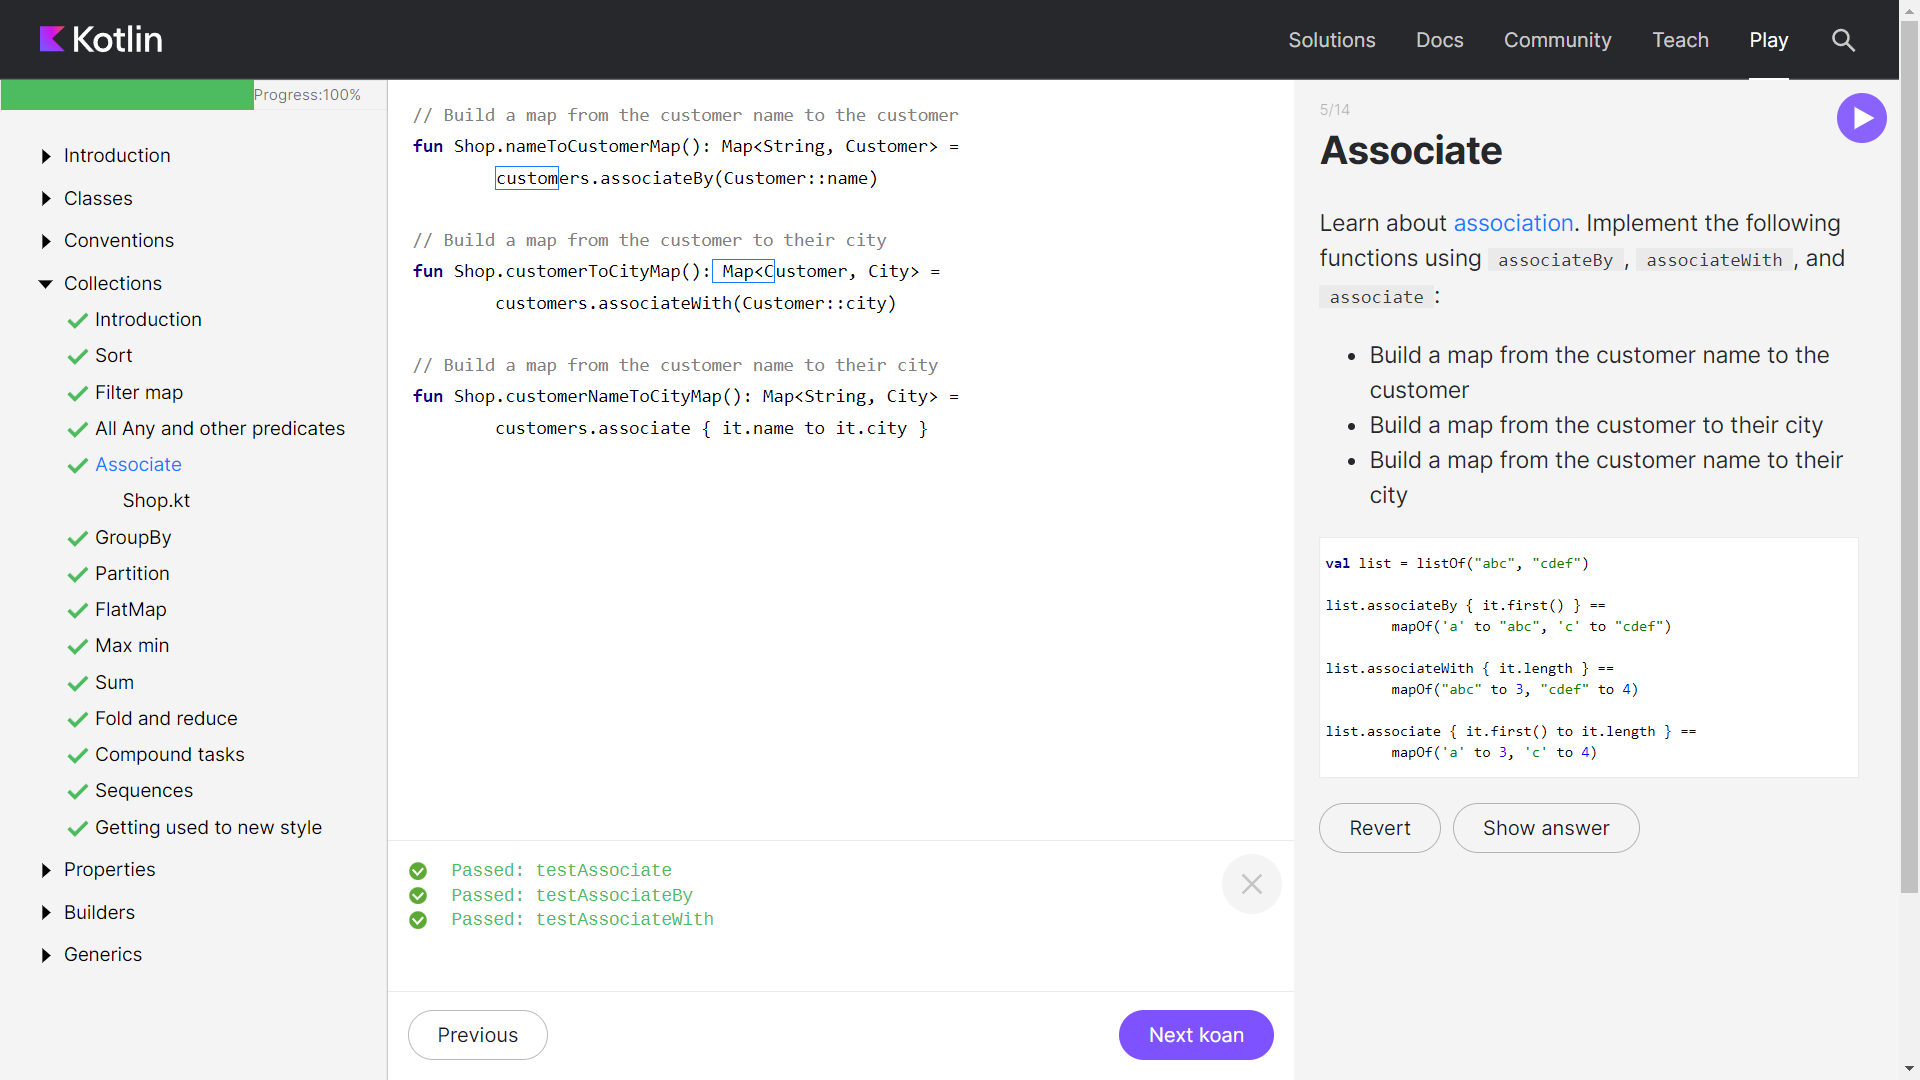 Kotlin
Solutions
Docs
Community
Teach
Play
Progress:100%
Introduction
Classes
Conventions
Collections
Introduction
Sort
Filter map
All Any and other predicates
Associate
Shop.kt
GroupBy
Partition
FlatMap
Max min
Sum
Fold and reduce
Compound tasks
Sequences
Getting used to new style
Properties
Builders
Generics
// Build a map from the customer name to the customer
fun Shop.nameToCustomerMap(): Map<String, Customer> =
customers.associateBy(Customer::name)
// Build a map from the customer to their city
fun Shop.customerToCityMap(): Map<Customer, City> =
customers.associateWith(Customer::city)
// Build a map from the customer name to their city
fun Shop.customerNameToCityMap(): Map<String, City> =
customers.associate { it.name to it.city }
Passed: testAssociate
Passed: testAssociateBy
Passed: testAssociateWith
Previous
Next koan
5/14
Associate
Learn about association. Implement the following
functions using associateBy, associateWith, and
associate:
• Build a map from the customer name to the
customer
• Build a map from the customer to their city
• Build a map from the customer name to their
city
val list = listOf("abc", "cdef")
list.associateBy { it.first() } ==
mapOf('a' to "abc", 'c' to "cdef")
list.associateWith { it.length } ==
mapOf("abc" to 3, "cdef" to 4)
list.associate { it.first() to it.length } ==
mapOf('a' to 3, 'c' to 4)
Revert
Show answer